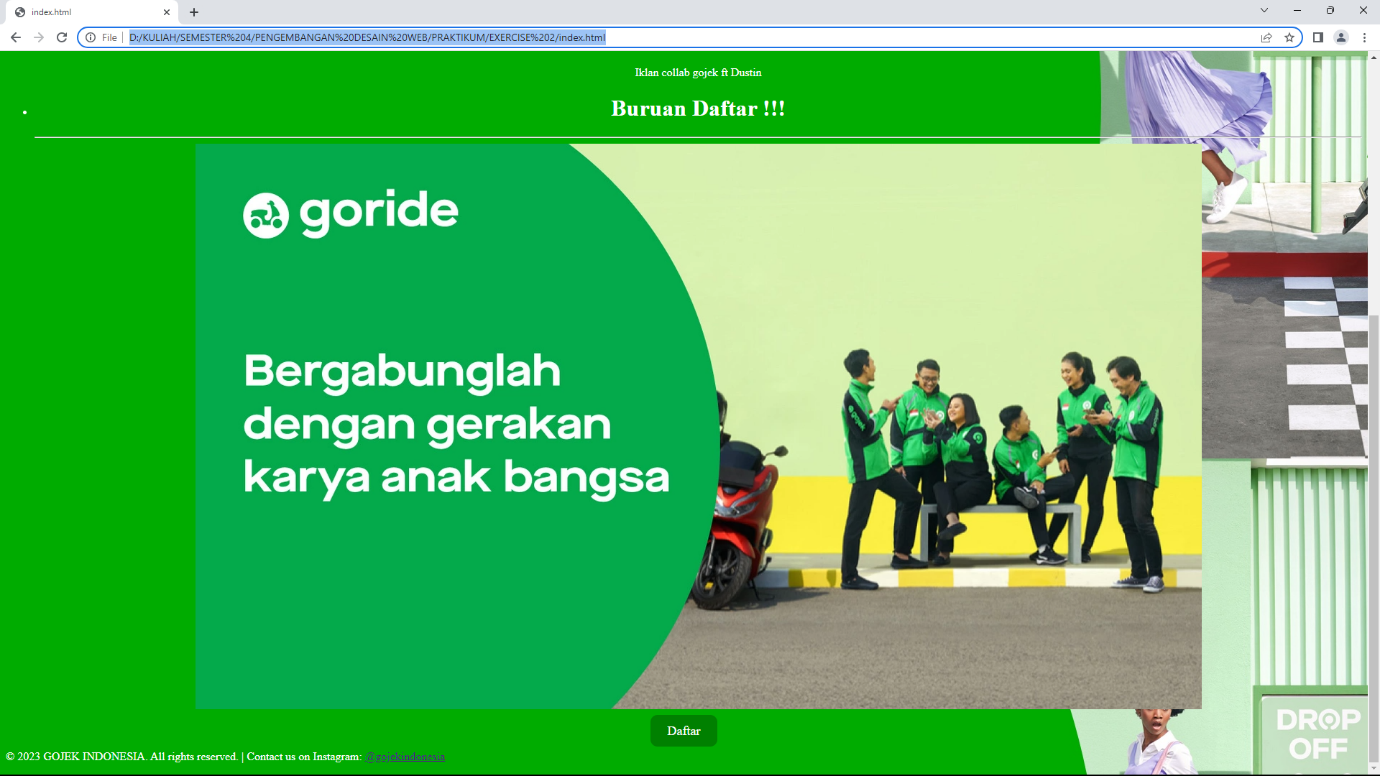 index.html
File
D:/KULIAH/SEMESTER%204/PENGEMBANGAN%20DESAIN%20WEB/PRAKTIKUM/EXERCISE%202/index.html
Iklan collab gojek ft Dustin
Buruan Daftar !!!
goride
Bergabunglah
dengan gerakan
karya anak bangsa
DROP
OFF
Daftar
© 2023 GOJEK INDONESIA. All rights reserved. | Contact us on Instagram: @gojekindonesia